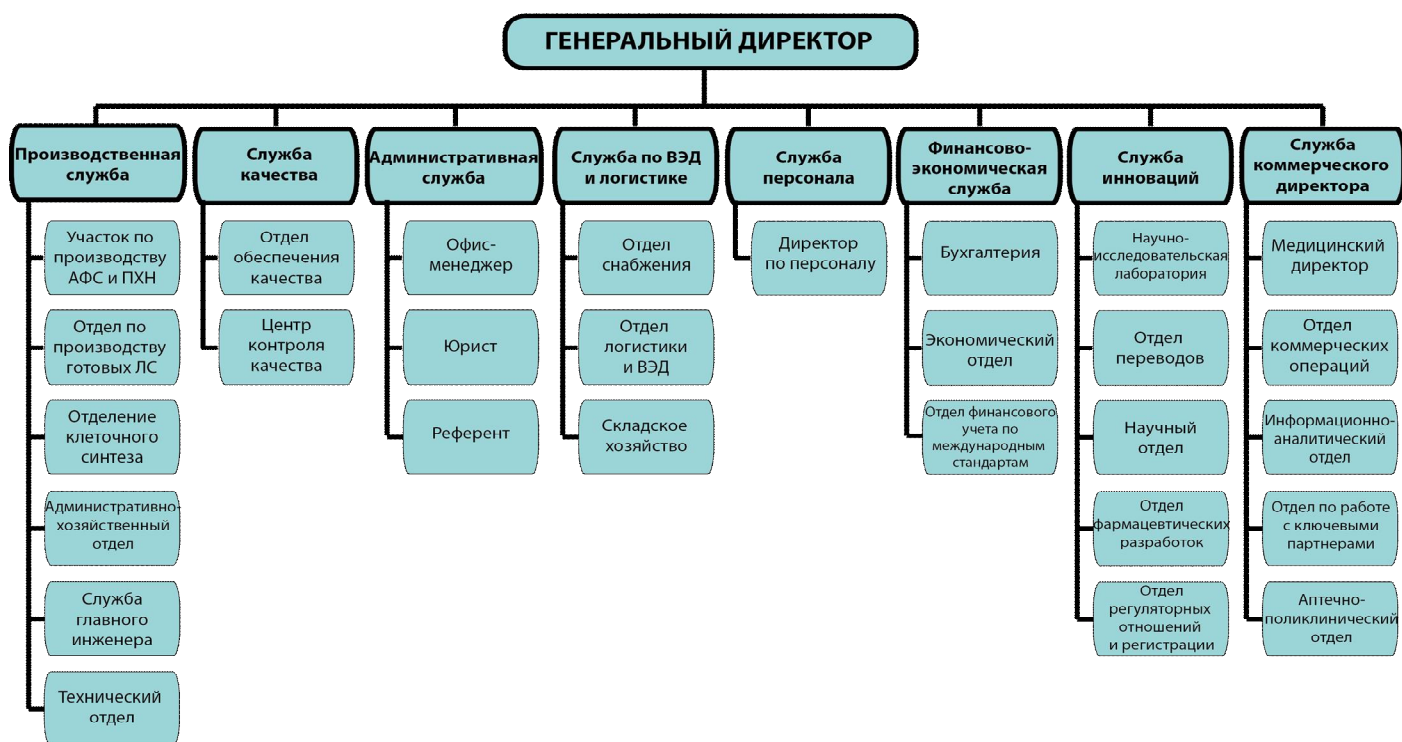 ГЕНЕРАЛЬНЫЙ ДИРЕКТОР
Производственная
служба
Участок по
производству
АФС и ПХН
Отдел по
производству
готовых ЛС
Отделение
клеточного
синтеза
Административно-
хозяйственный
отдел
Служба
главного
инженера
Технический
отдел
Служба
качества
Отдел
обеспечения
качества
Центр
контроля
качества
Административная
служба
Офис-
менеджер
Юрист
Референт
Служба по ВЭД
и логистике
Отдел
снабжения
Отдел
логистики
и ВЭД
Складское
хозяйство
Служба
персонала
Директор
по персоналу
Финансово-
экономическая
служба
Бухгалтерия
Экономический
отдел
Отдел финансового
учета по
международным
стандартам
Служба
инноваций
Научно-
исследовательская
лаборатория
Отдел
переводов
Научный
отдел
Отдел
фармацевтических
разработок
Отдел
регуляторных
отношений
и регистрации
Служба
коммерческого
директора
Медицинский
директор
Отдел
коммерческих
операций
Информационно-
аналитический
отдел
Отдел по работе
с ключевыми
партнерами
Аптечно-
поликлинический
отдел